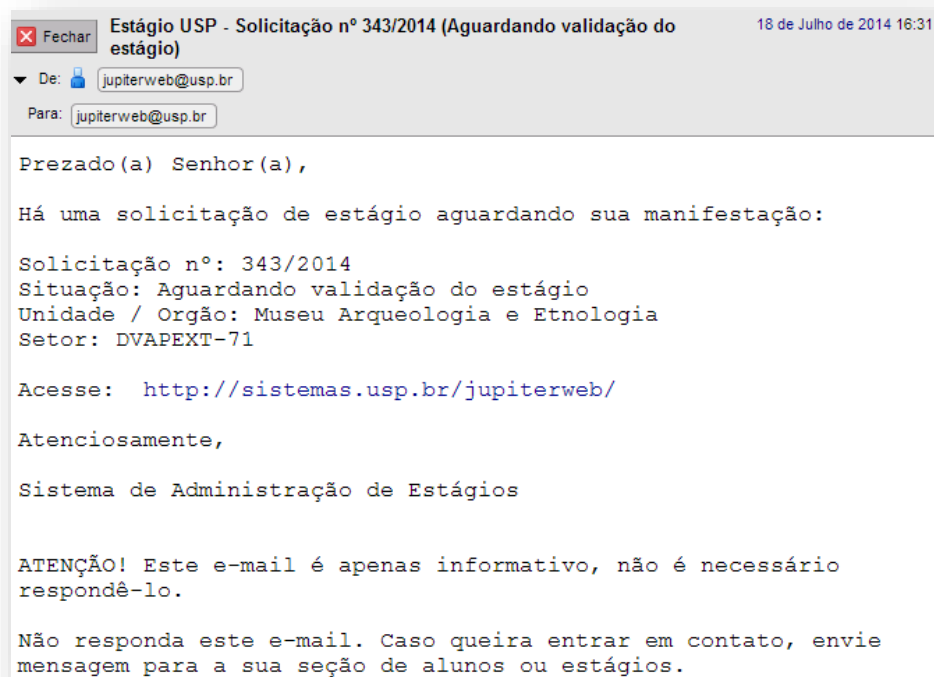 Fechar
Estágio USP - Solicitação nº 343/2014 (Aguardando validação do
estágio)
18 de Julho de 2014 16:31
De: jupiterweb@usp.br
Para: jupiterweb@usp.br
Prezado(a) Senhor(a),
Há uma solicitação de estágio aguardando sua manifestação:
Solicitação nº: 343/2014
Situação: Aguardando validação do estágio
Unidade / Orgão: Museu Arqueologia e Etnologia
Setor: DVAPEXT-71
Acesse: http://sistemas.usp.br/jupiterweb/
Atenciosamente,
Sistema de Administração de Estágios
ATENÇÃO! Este e-mail é apenas informativo, não é necessário
respondê-lo.
Não responda este e-mail. Caso queira entrar em contato, envie
mensagem para a sua seção de alunos ou estágios.